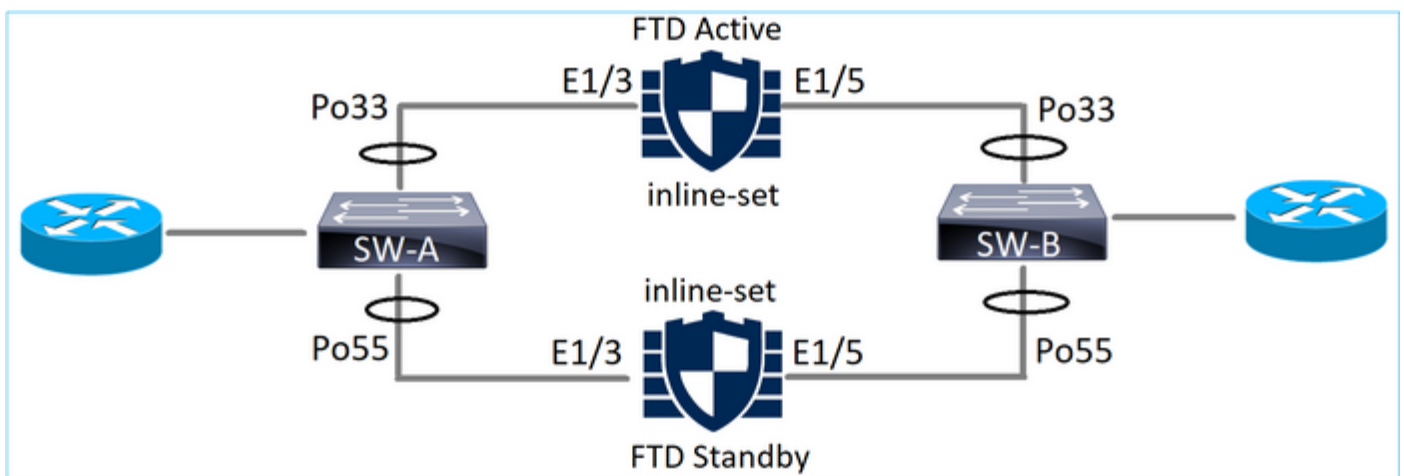 FTD Active
E1/3
E1/5
Po33
Po33
inline-set
SW-A
SW-B
inline-set
Po55
E1/3
E1/5
Po55
FTD Standby